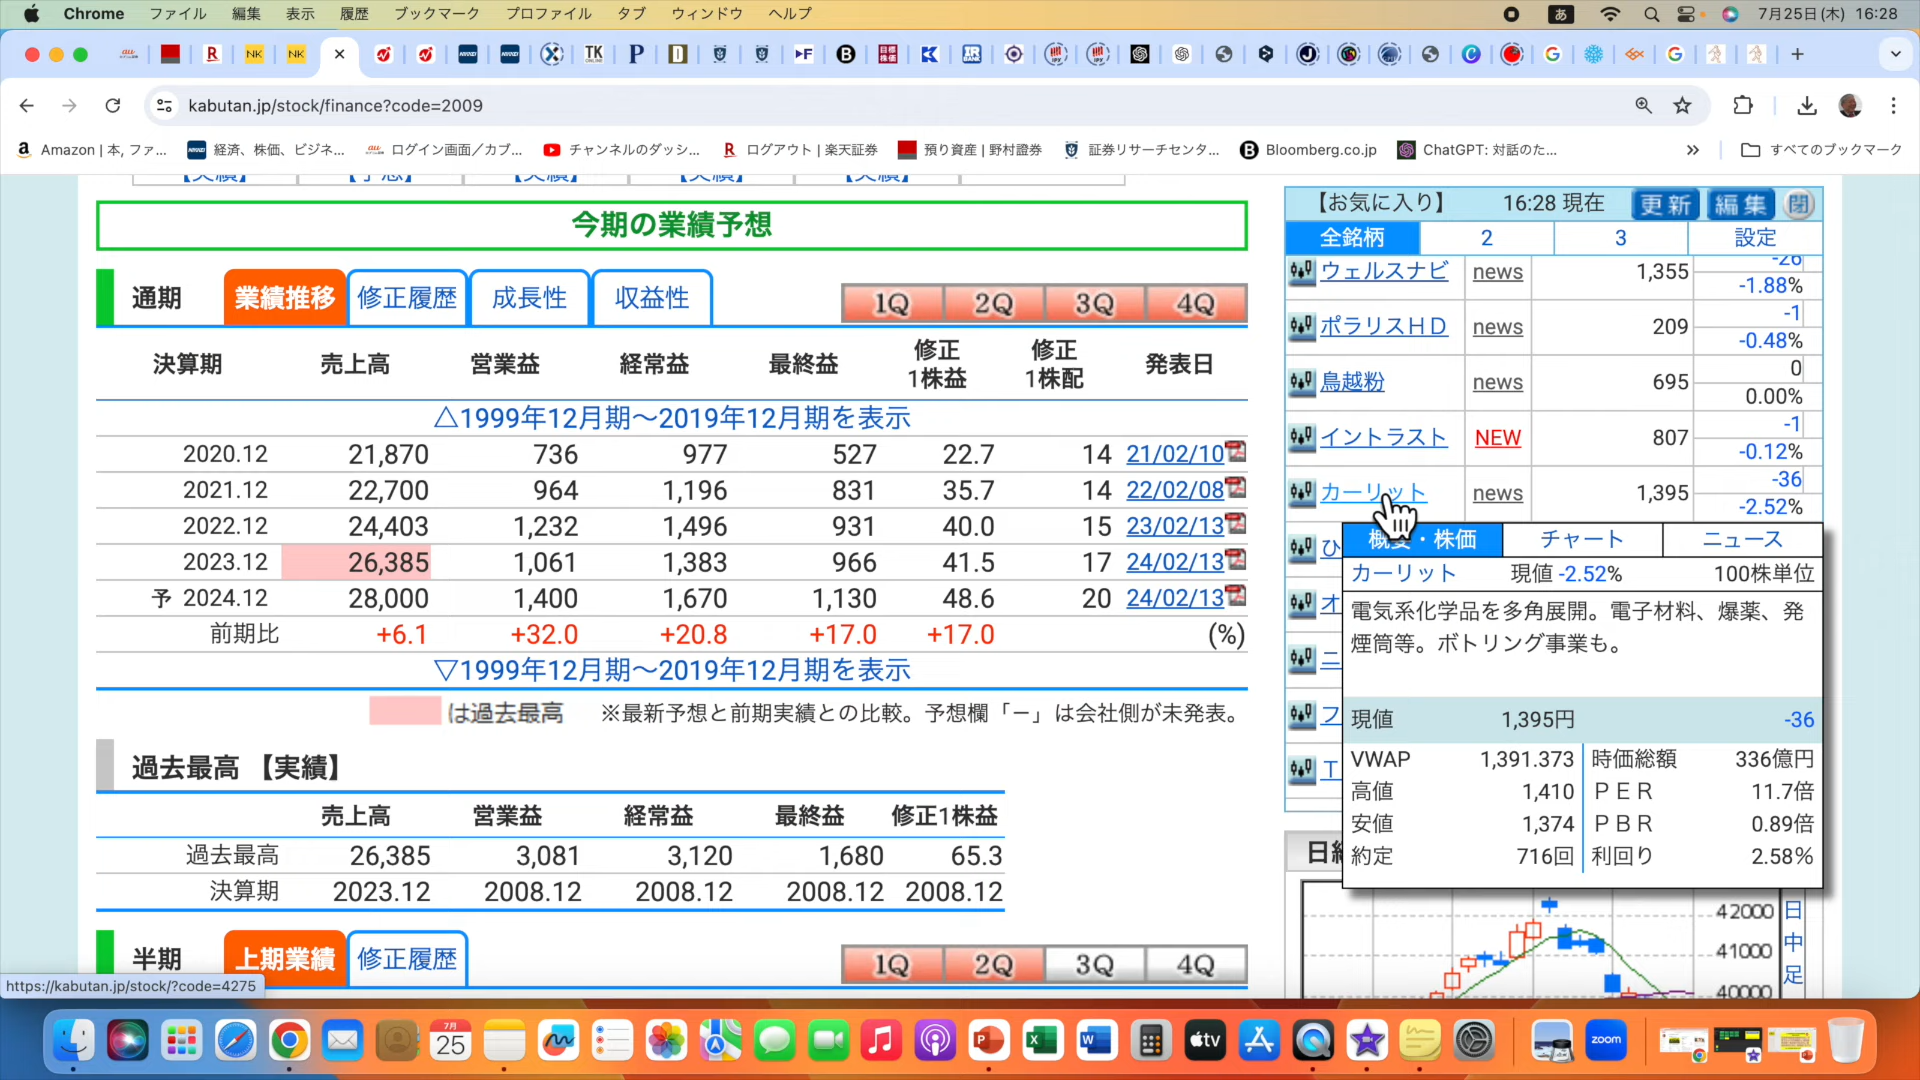 Chrome ファイル 編集 表示 履歴 ブックマーク プロファイル タブ ウィンドウ ヘルプ あ 7月25日(木) 16:28
kabutan.jp/stock/finance?code=2009
Amazon | 本, ファ... 経済、株価、ビジネ... ログイン画面／カブ... チャンネルのダッシ... ログアウト | 楽天証券 預り資産 | 野村證券 証券リサーチセンタ... Bloomberg.co.jp ChatGPT: 対話のた... » すべてのブックマーク
今期の業績予想
通期 業績推移 修正履歴 成長性 収益性 1Q 2Q 3Q 4Q
決算期 売上高 営業益 経常益 最終益 修正1株益 修正1株配 発表日
△1999年12月期～2019年12月期を表示
2020.12 21,870 736 977 527 22.7 14 21/02/10
2021.12 22,700 964 1,196 831 35.7 14 22/02/08
2022.12 24,403 1,232 1,496 931 40.0 15 23/02/13
2023.12 26,385 1,061 1,383 966 41.5 17 24/02/13
予 2024.12 28,000 1,400 1,670 1,130 48.6 20 24/02/13
前期比 +6.1 +32.0 +20.8 +17.0 +17.0 (%)
▽1999年12月期～2019年12月期を表示
は過去最高 ※最新予想と前期実績との比較。予想欄「－」は会社側が未発表。
過去最高 【実績】
売上高 営業益 経常益 最終益 修正1株益
過去最高 26,385 3,081 3,120 1,680 65.3
決算期 2023.12 2008.12 2008.12 2008.12 2008.12
半期 上期業績 修正履歴 1Q 2Q 3Q 4Q
https://kabutan.jp/stock/?code=4275
【お気に入り】 16:28 現在 更新 編集 閉
全銘柄 2 3 設定
ウェルスナビ news 1,355 -26 -1.88%
ポラリスＨＤ news 209 -1 -0.48%
鳥越粉 news 695 0 0.00%
イントラスト NEW 807 -1 -0.12%
カーリット news 1,395 -36 -2.52%
ひ
オ
ニ
フ
Ｔ
概要・株価 チャート ニュース
カーリット 現値 -2.52% 100株単位
電気系化学品を多角展開。電子材料、爆薬、発
煙筒等。ボトリング事業も。
現値 1,395円 -36
VWAP 1,391.373 時価総額 336億円
高値 1,410 ＰＥＲ 11.7倍
安値 1,374 ＰＢＲ 0.89倍
約定 716回 利回り 2.58%
日経
42000
41000
40000
日
中
足
7月
25
tv
zoom